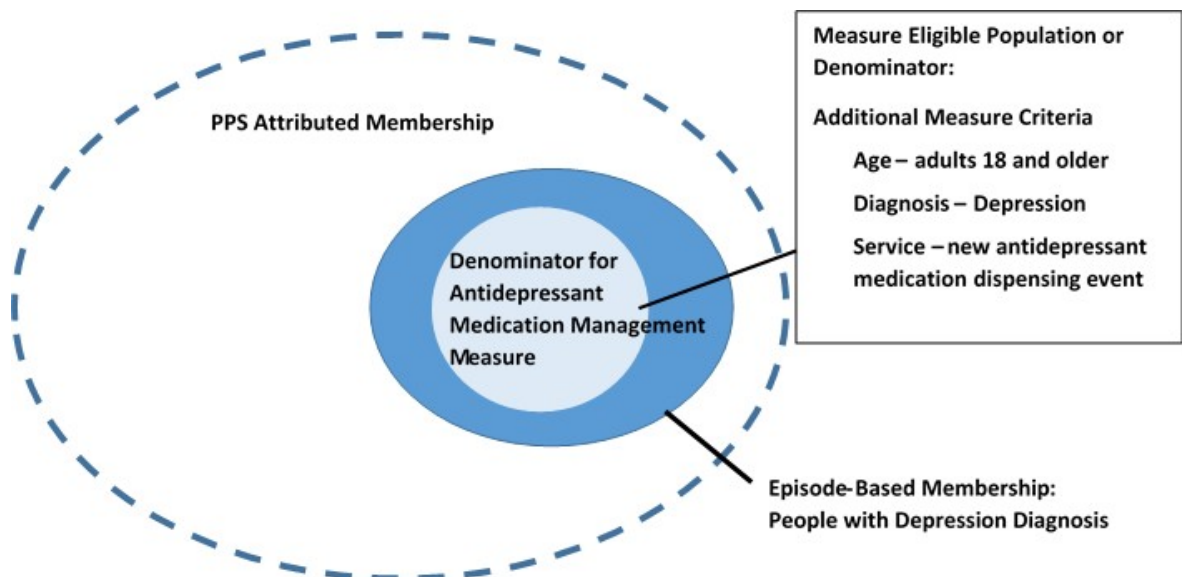 PPS Attributed Membership
Denominator for
Antidepressant
Medication Management
Measure
Measure Eligible Population or
Denominator:
Additional Measure Criteria
Age – adults 18 and older
Diagnosis – Depression
Service – new antidepressant
medication dispensing event
Episode-Based Membership:
People with Depression Diagnosis